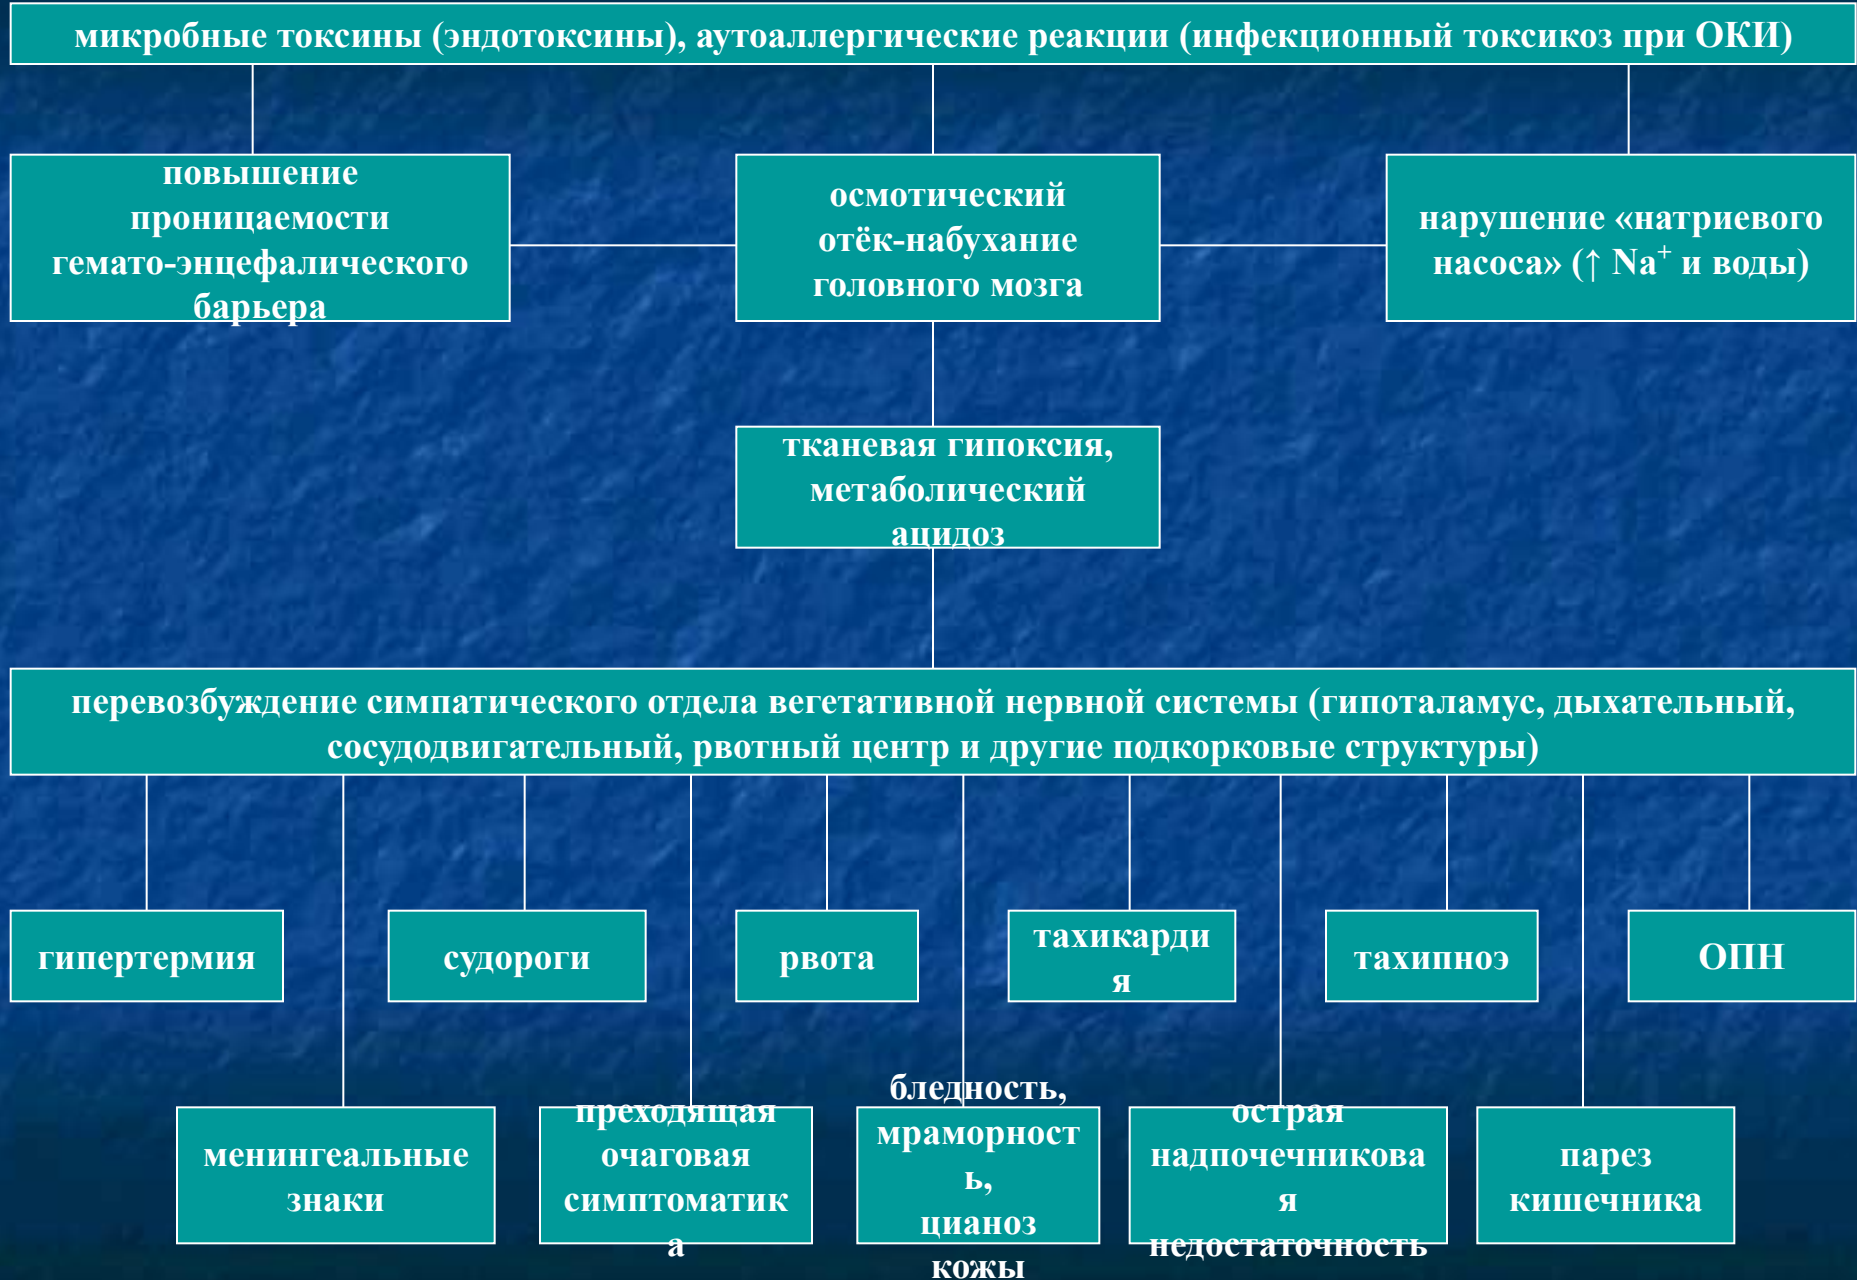 микробные токсины (эндотоксины), аутоаллергические реакции (инфекционный токсикоз при ОКИ)
повышение
проницаемости
гемато-энцефалического
барьера
осмотический
отёк-набухание
головного мозга
нарушение «натриевого
насоса» (↑ Na⁺ и воды)
тканевая гипоксия,
метаболический
ацидоз
перевозбуждение симпатического отдела вегетативной нервной системы (гипоталамус, дыхательный,
сосудодвигательный, рвотный центр и другие подкорковые структуры)
гипертермия
судороги
рвота
тахикарди
я
тахипноэ
ОПН
менингеальные
знаки
преходящая
очаговая
симптоматик
а
бледность,
мраморност
ь,
цианоз
кожы
острая
надпочечникова
я
недостаточность
парез
кишечника